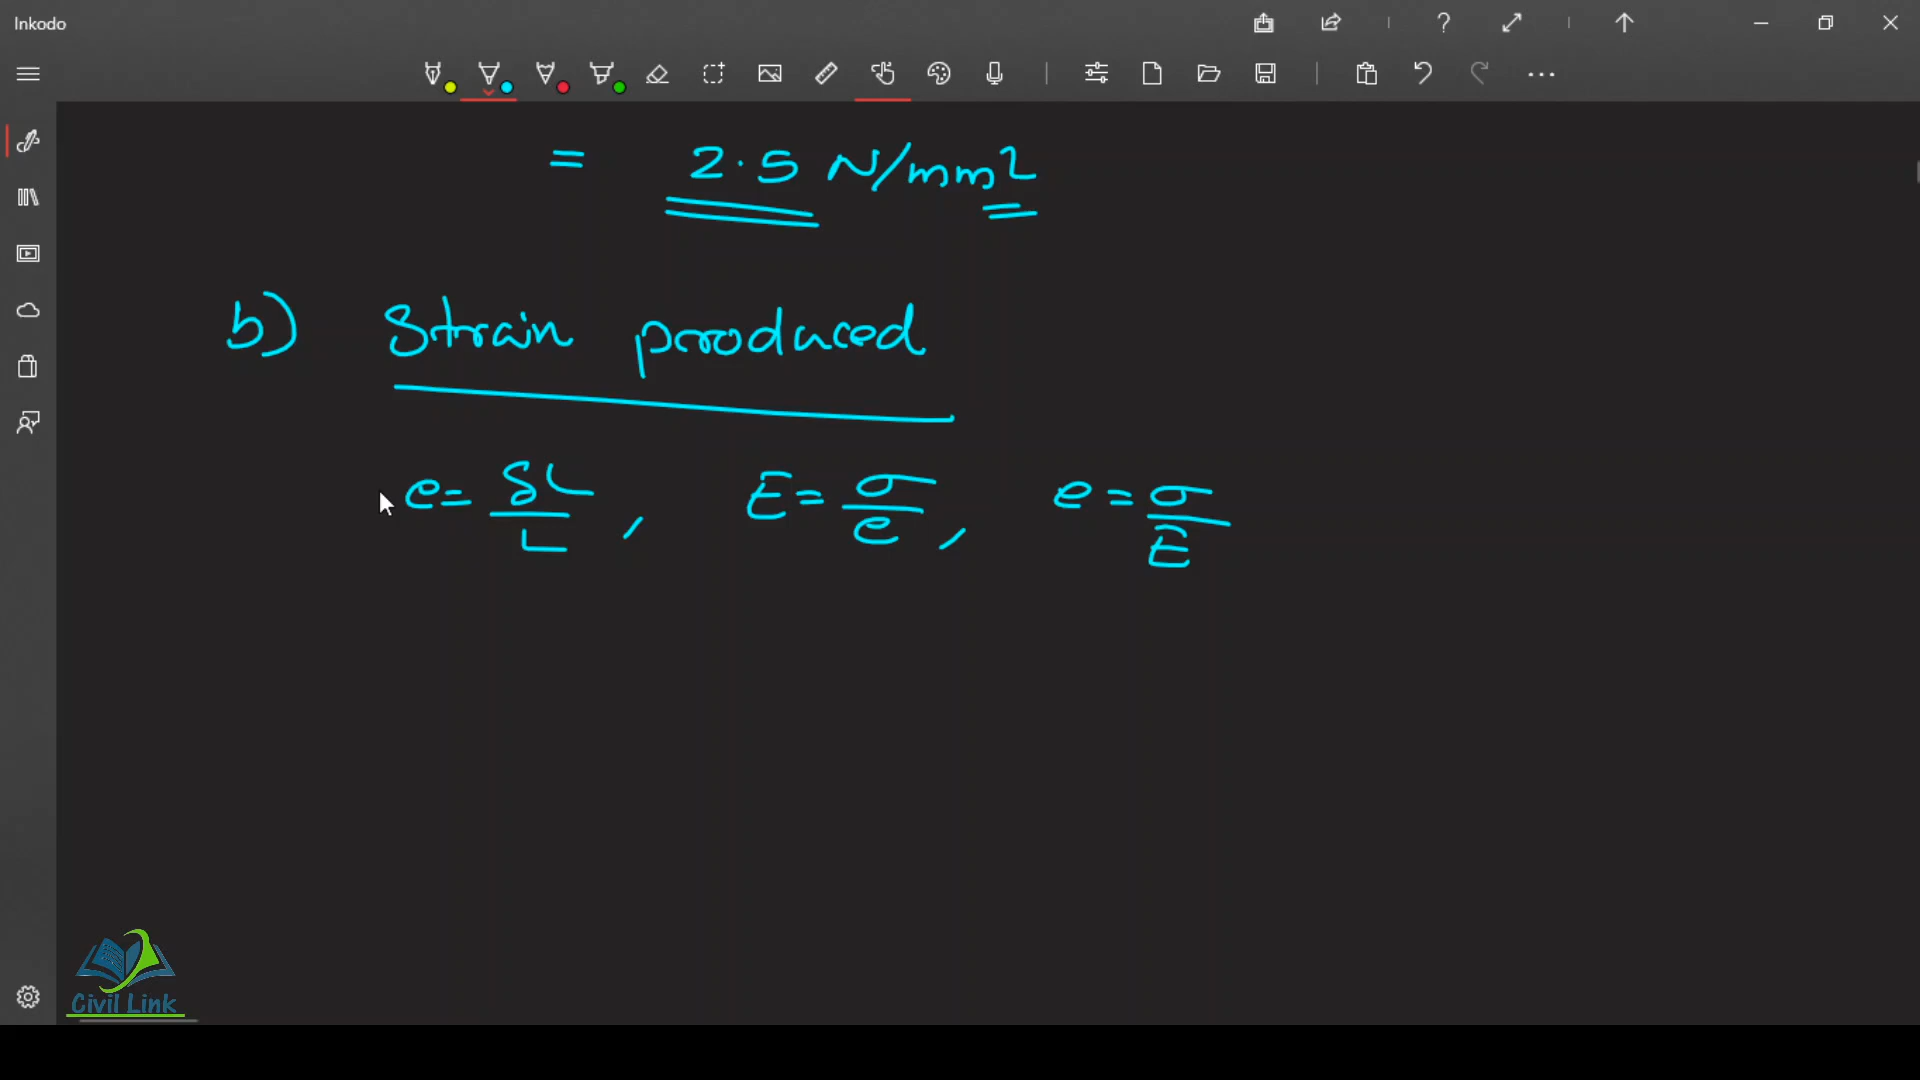 Inkodo
= 2.5 N/mm2
b) Strain produced
e = δL/L , E = σ/e , e = σ/E
Civil Link